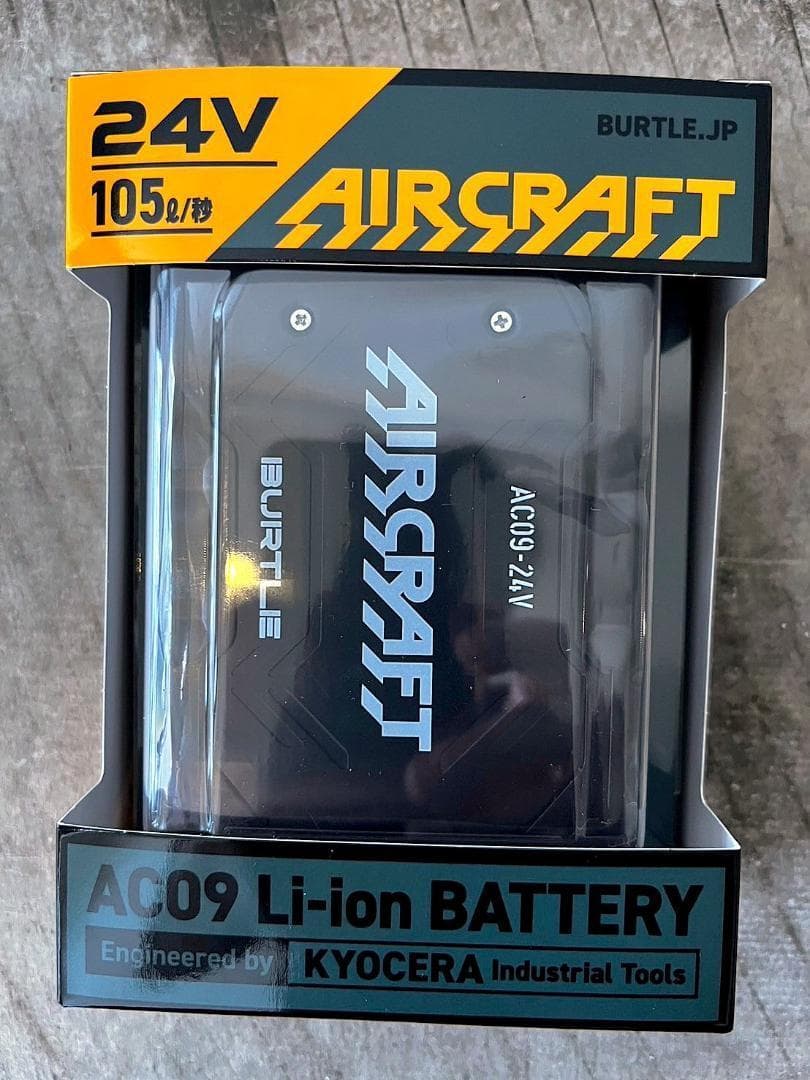 24V
105ℓ/秒
BURTLE.JP
AIRCRAFT
AC09-24V
AIRCRAFT
BURTLE
AC09 Li-ion BATTERY
Engineered by KYOCERA Industrial Tools